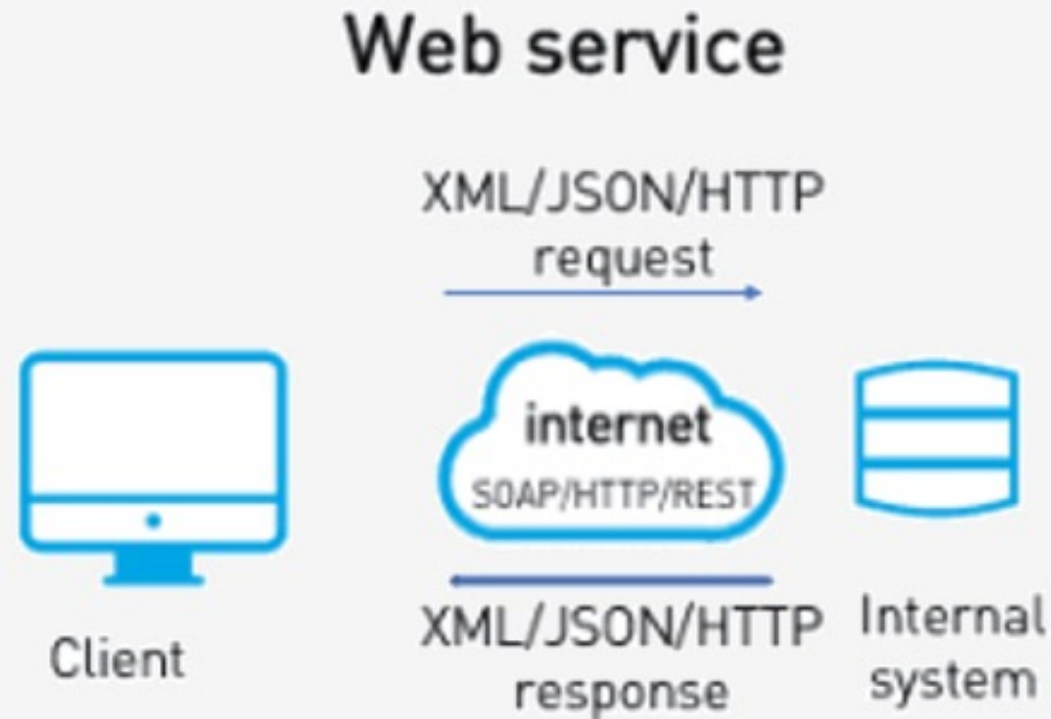 Web service
XML/JSON/HTTP
request
internet
SOAP/HTTP/REST
Client
XML/JSON/HTTP
response
Internal
system